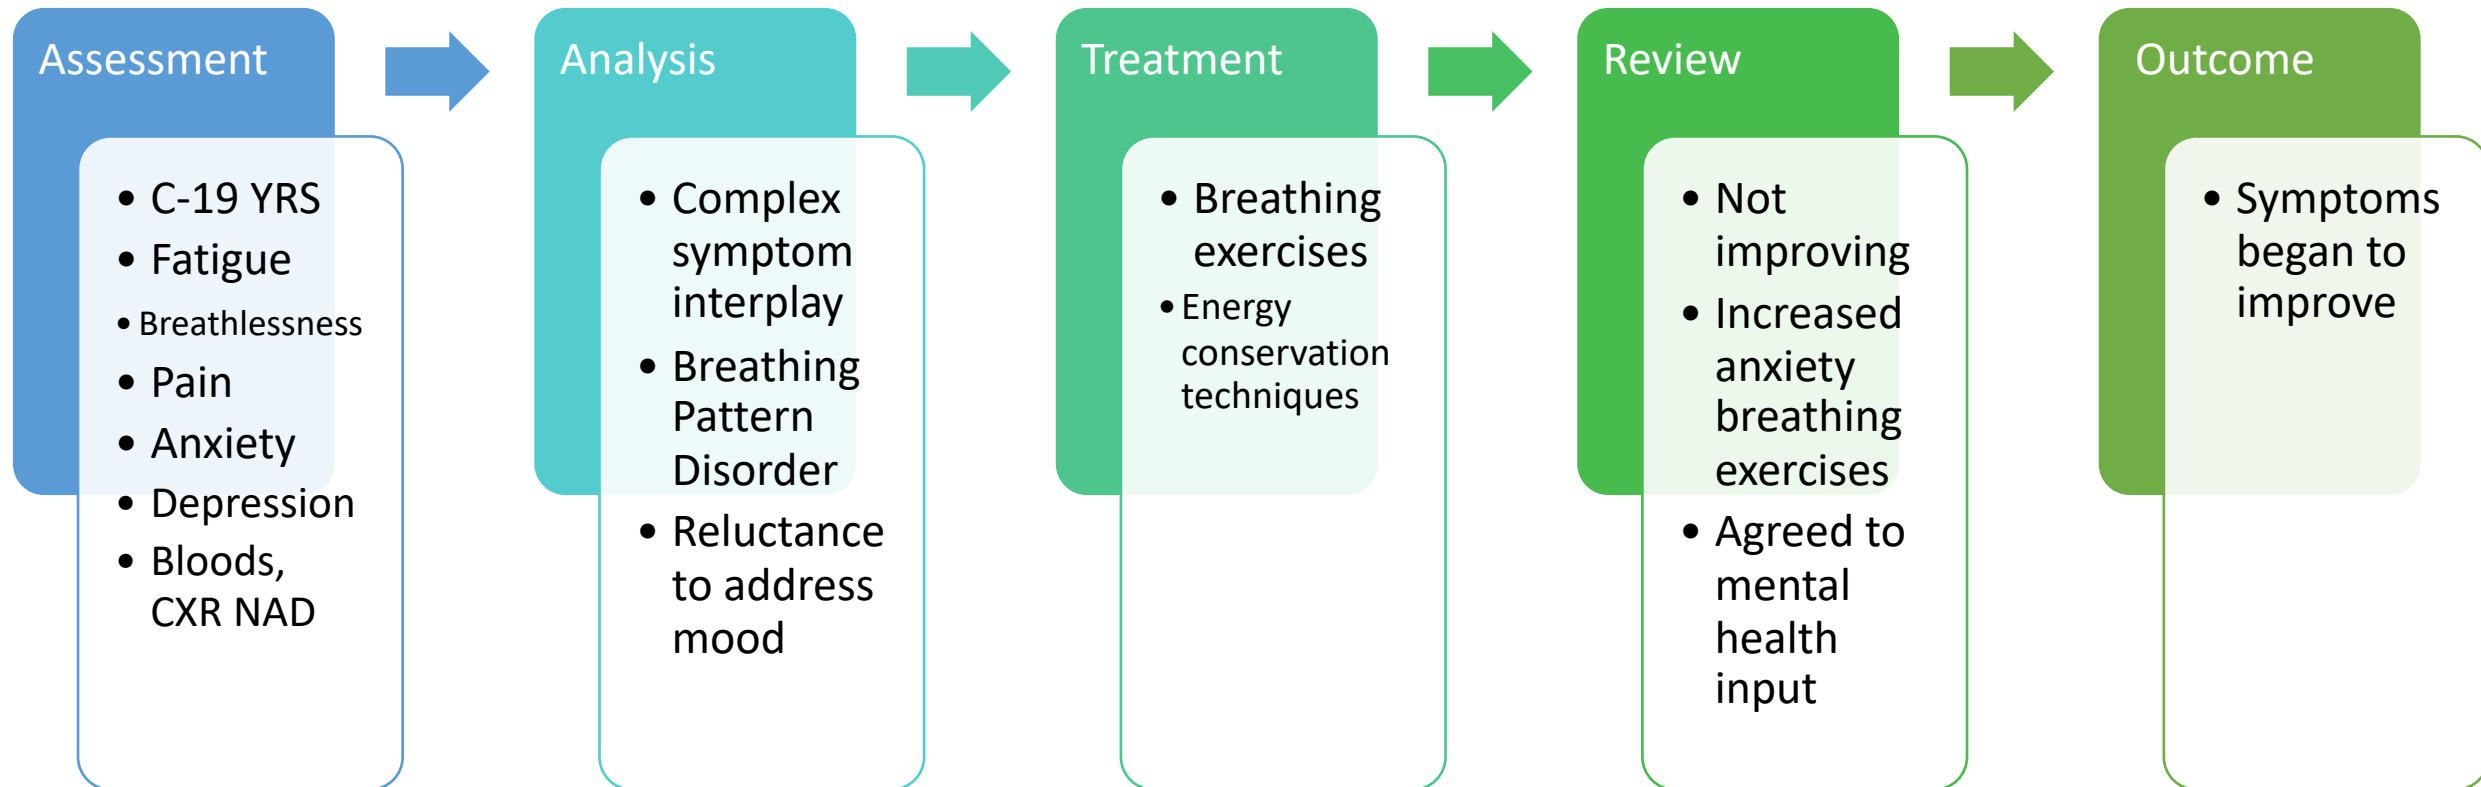 Assessment
• C-19 YRS
• Fatigue
• Breathlessness
• Pain
• Anxiety
• Depression
• Bloods,
CXR NAD
Analysis
• Complex
symptom
interplay
• Breathing
Pattern
Disorder
• Reluctance
to address
mood
Treatment
• Breathing
exercises
• Energy
conservation
techniques
Review
• Not
improving
• Increased
anxiety
breathing
exercises
• Agreed to
mental
health
input
Outcome
• Symptoms
began to
improve